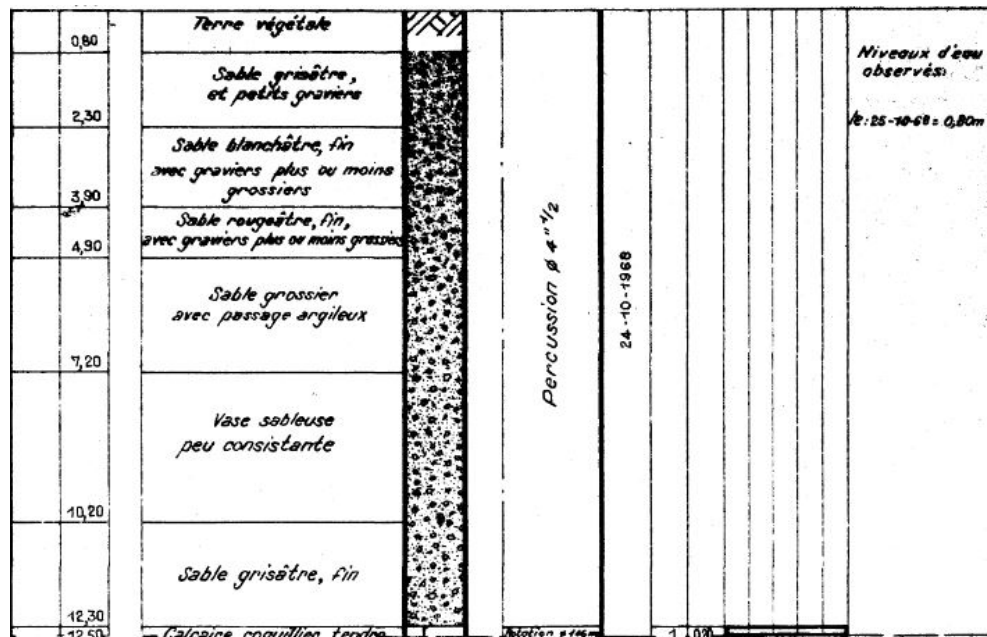 Terre végétale
0,80
Sable grisâtre,
et petits graviers
2,30
Sable blanchâtre, fin
avec graviers plus ou moins
grossiers
3,90
Sable rougeâtre, fin,
avec graviers plus ou moins grossiers
4,90
Sable grossier
avec passage argileux
7,20
Vase sableuse
peu consistante
10,20
Sable grisâtre, fin
12,30
12,50
Calcaire coquillier tendre
Percussion ø 4"1/2
Rotation ø
24-10-1968
Niveaux d'eau
observés:
le: 25-10-68 = 0,80m